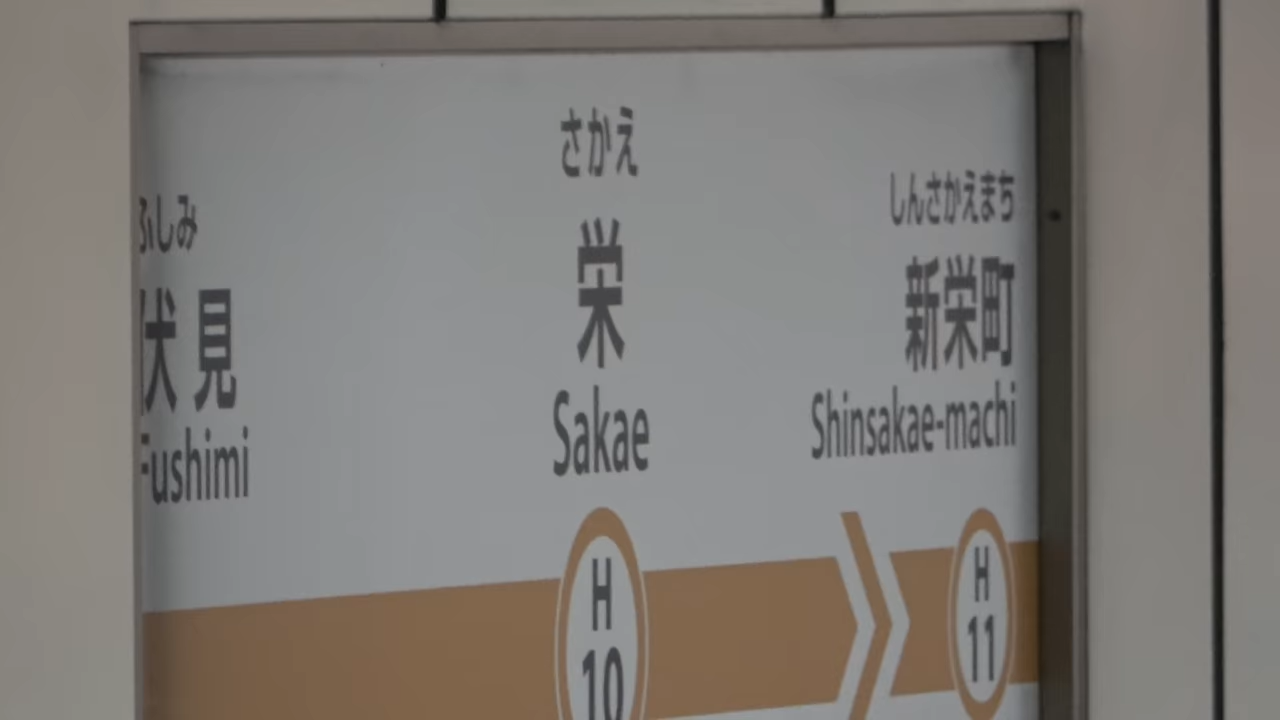 さかえ
栄
Sakae
H
10
ふしみ
伏見
Fushimi
しんさかえまち
新栄町
Shinsakae-machi
H
11